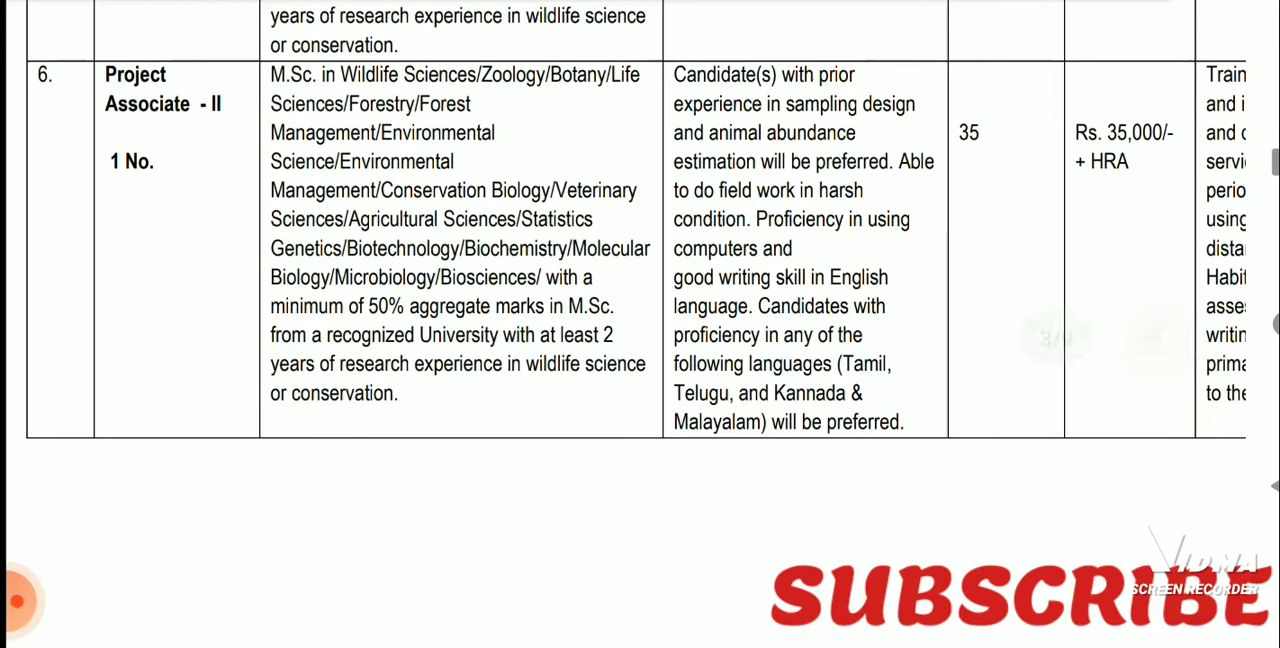 years of research experience in wildlife science
or conservation.
6.
Project
Associate - II
1 No.
M.Sc. in Wildlife Sciences/Zoology/Botany/Life
Sciences/Forestry/Forest
Management/Environmental
Science/Environmental
Management/Conservation Biology/Veterinary
Sciences/Agricultural Sciences/Statistics
Genetics/Biotechnology/Biochemistry/Molecular
Biology/Microbiology/Biosciences/ with a
minimum of 50% aggregate marks in M.Sc.
from a recognized University with at least 2
years of research experience in wildlife science
or conservation.
Candidate(s) with prior
experience in sampling design
and animal abundance
estimation will be preferred. Able
to do field work in harsh
condition. Proficiency in using
computers and
good writing skill in English
language. Candidates with
proficiency in any of the
following languages (Tamil,
Telugu, and Kannada &
Malayalam) will be preferred.
35
Rs. 35,000/-
+ HRA
Train
and i
and
servi
perio
using
dista
Habit
asse
writin
prima
to the
SUBSCRIBE
VIDMA
SCREEN RECORDER